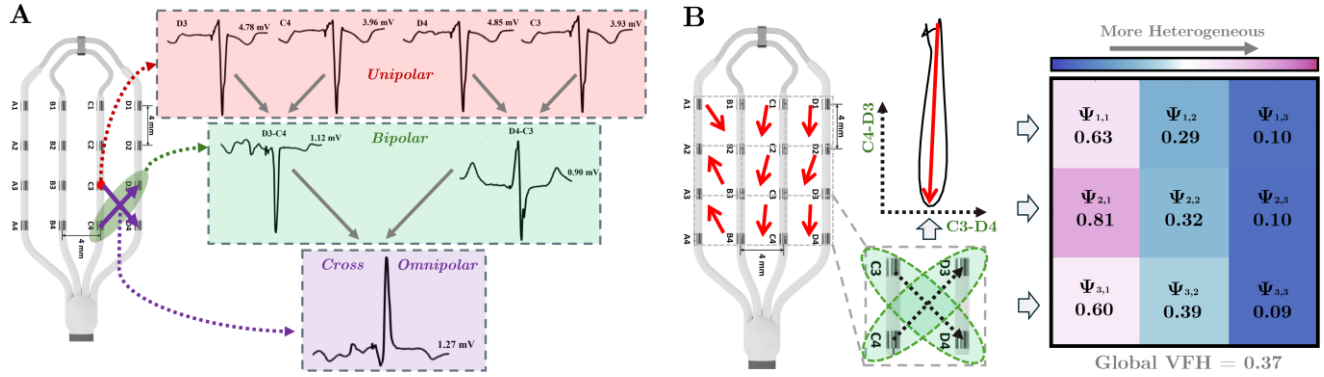 A
D3
4.78 mV
C4
3.96 mV
D4
4.85 mV
C3
3.93 mV
Unipolar
D3-C4
1.12 mV
Bipolar
D4-C3
0.90 mV
Cross
Omnipolar
1.27 mV
A1
B1
C1
D1
4 mm
A2
B2
C2
D2
A3
B3
C3
D3
A4
B4
C4
D4
4 mm
B
A1
B1
C1
D1
4 mm
A2
B2
C2
A3
B3
C3
D3
A4
B4
C4
D4
4 mm
C4-D3
C3-D4
C3
D3
C4
D4
More Heterogeneous
Ψ1,1
Ψ1,2
Ψ1,3
0.63
0.29
0.10
Ψ2,1
Ψ2,2
Ψ2,3
0.81
0.32
0.10
Ψ3,1
Ψ3,2
Ψ3,3
0.60
0.39
0.09
Global VFH = 0.37